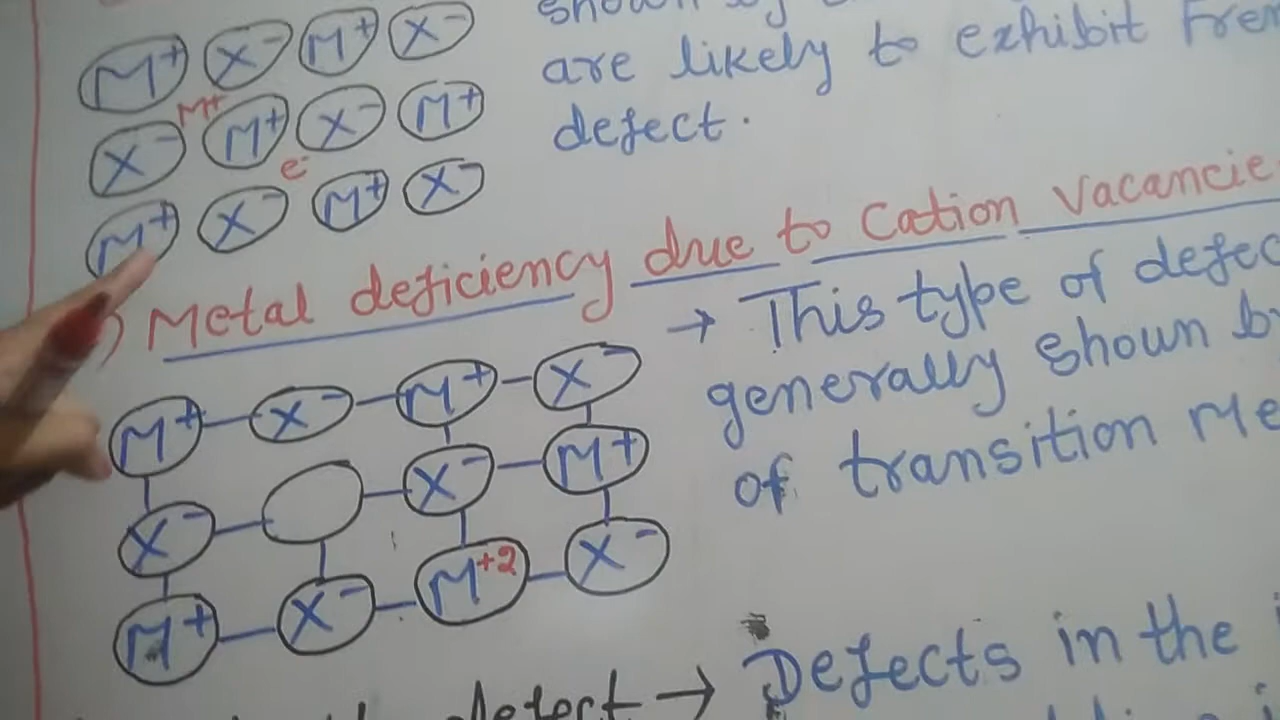 M+ X- M+ X-
M+
X- M+ X- M+
e-
M+ X- M+ X-
are likely to exhibit
defect.
Metal deficiency due to Cation
M+ X- M+ X-
X- X- M+
M+ X- M+2 X-
→ This type of
generally shown
of transition
→ Defects in the